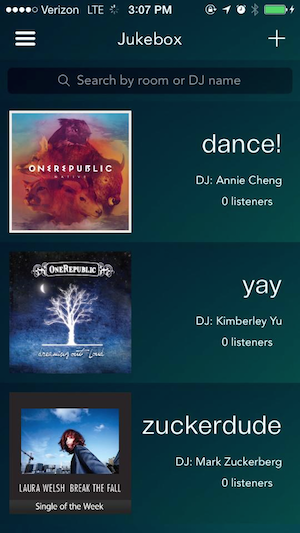 Verizon LTE 3:07 PM
Jukebox
Search by room or DJ name
ONEREPUBLIC
NATIVE
dance!
DJ: Annie Cheng
0 listeners
OneRepublic
dreaming out loud
yay
DJ: Kimberley Yu
0 listeners
LAURA WELSH BREAK THE FALL
Single of the Week
zuckerdude
DJ: Mark Zuckerberg
0 listeners